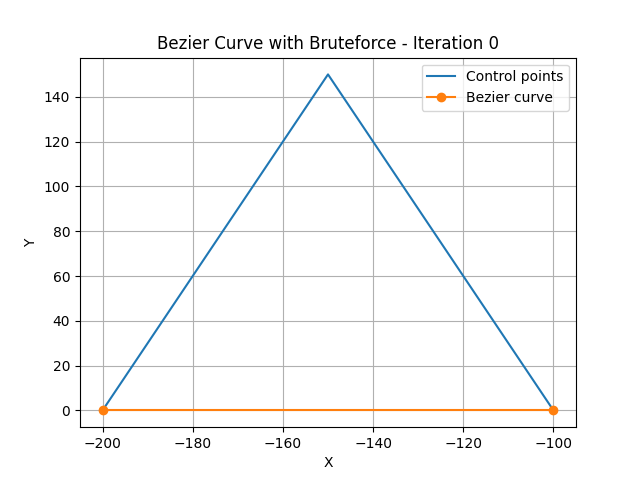 Bezier Curve with Bruteforce - Iteration 0
Control points
Bezier curve
140
120
100
80
60
40
20
0
Y
−200
−180
−160
−140
−120
−100
X